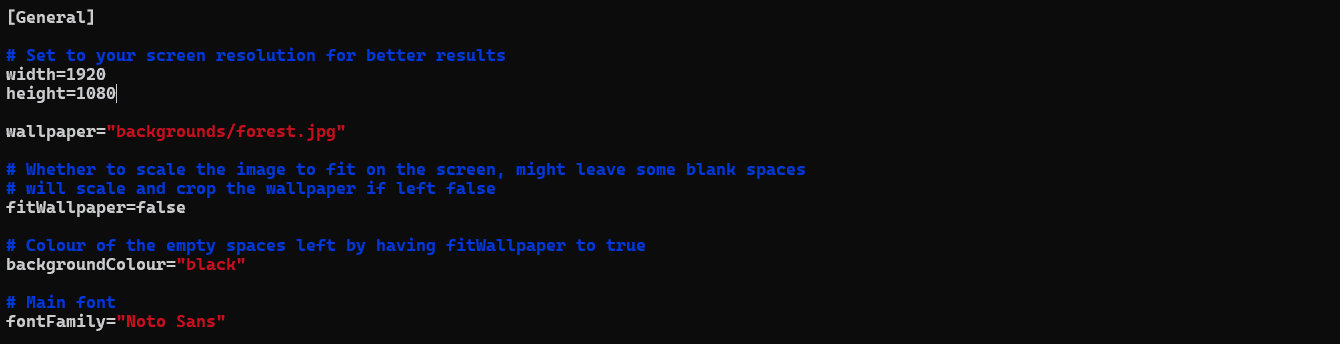 [General]
# Set to your screen resolution for better results
width=1920
height=1080
wallpaper="backgrounds/forest.jpg"
# Whether to scale the image to fit on the screen, might leave some blank spaces
# will scale and crop the wallpaper if left false
fitWallpaper=false
# Colour of the empty spaces left by having fitWallpaper to true
backgroundColour="black"
# Main font
fontFamily="Noto Sans"